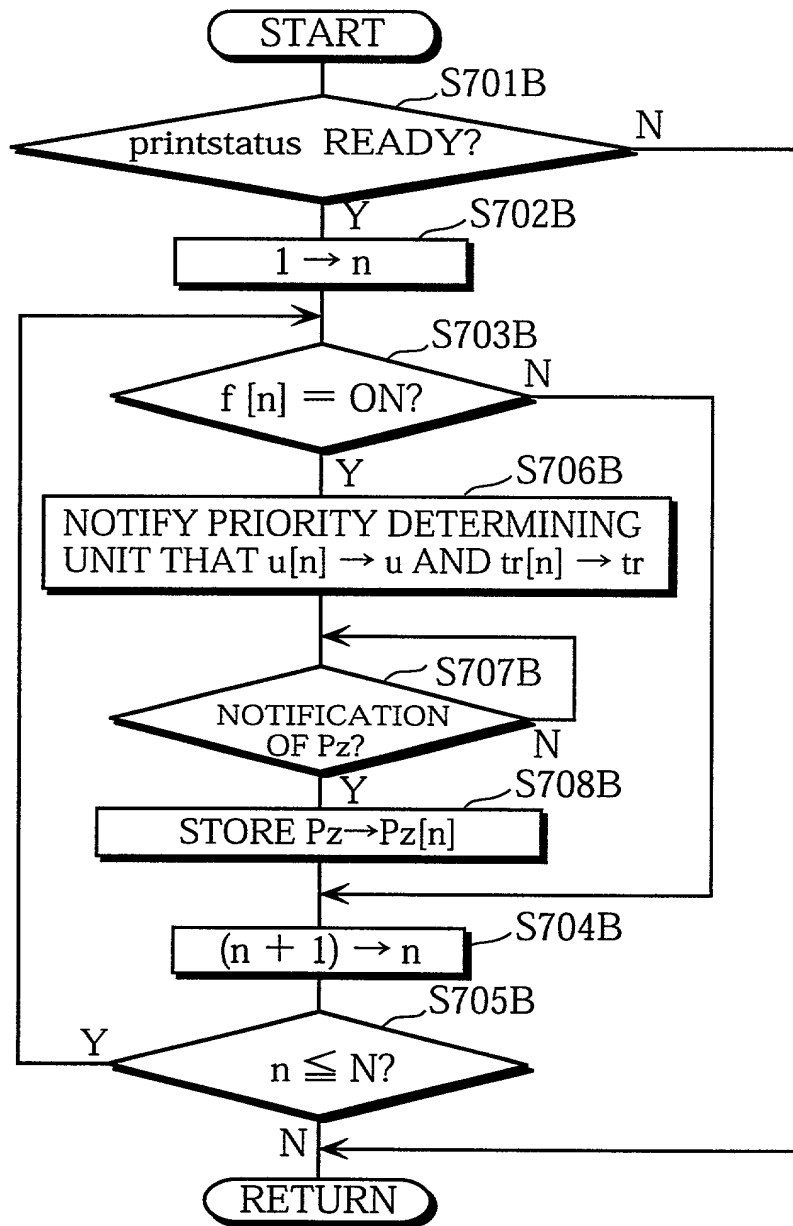 START
S701B
printstatus READY?
N
Y
S702B
1 → n
S703B
f [n] = ON?
N
Y
S706B
NOTIFY PRIORITY DETERMINING
UNIT THAT u[n] → u AND tr[n] → tr
S707B
NOTIFICATION
OF Pz?
N
Y
S708B
STORE Pz→Pz[n]
S704B
(n + 1) → n
S705B
Y
n ≦ N?
N
RETURN